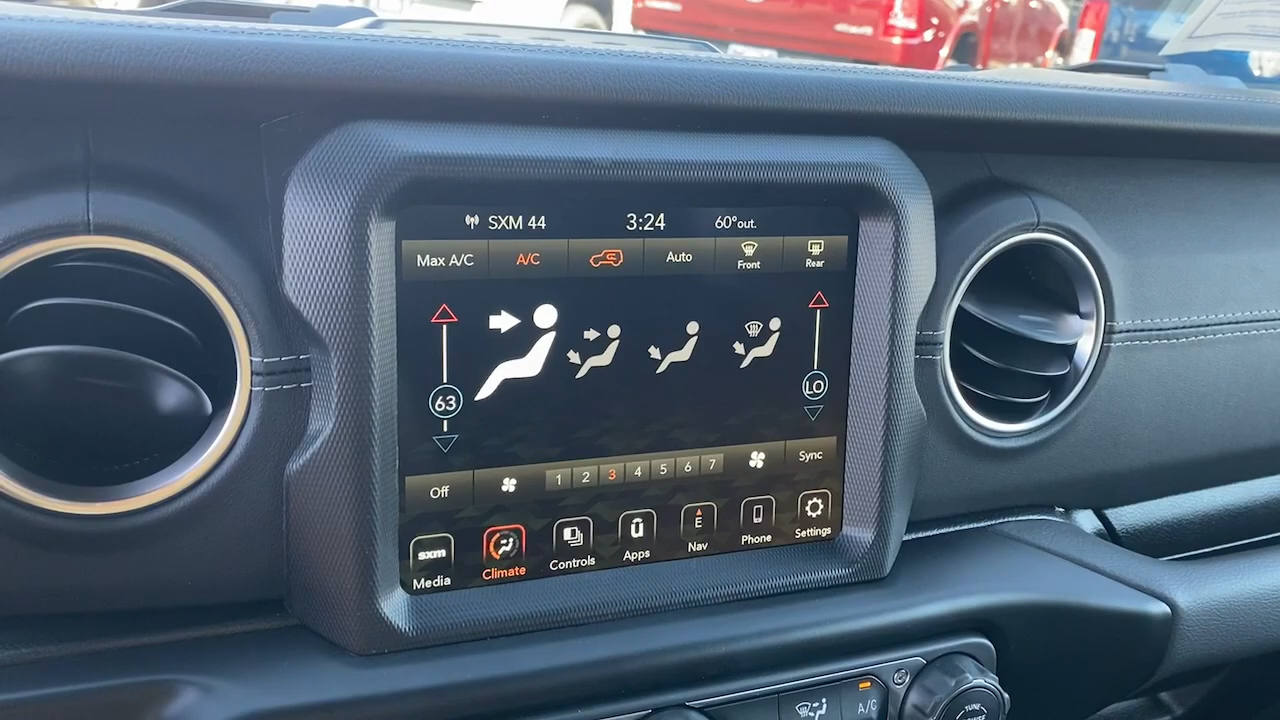 SXM 44 3:24 60°out.
Max A/C A/C Auto Front Rear
63 LO
Off 1 2 3 4 5 6 7 Sync
sxm E
Media Climate Controls Apps Nav Phone Settings
A/C TUNE